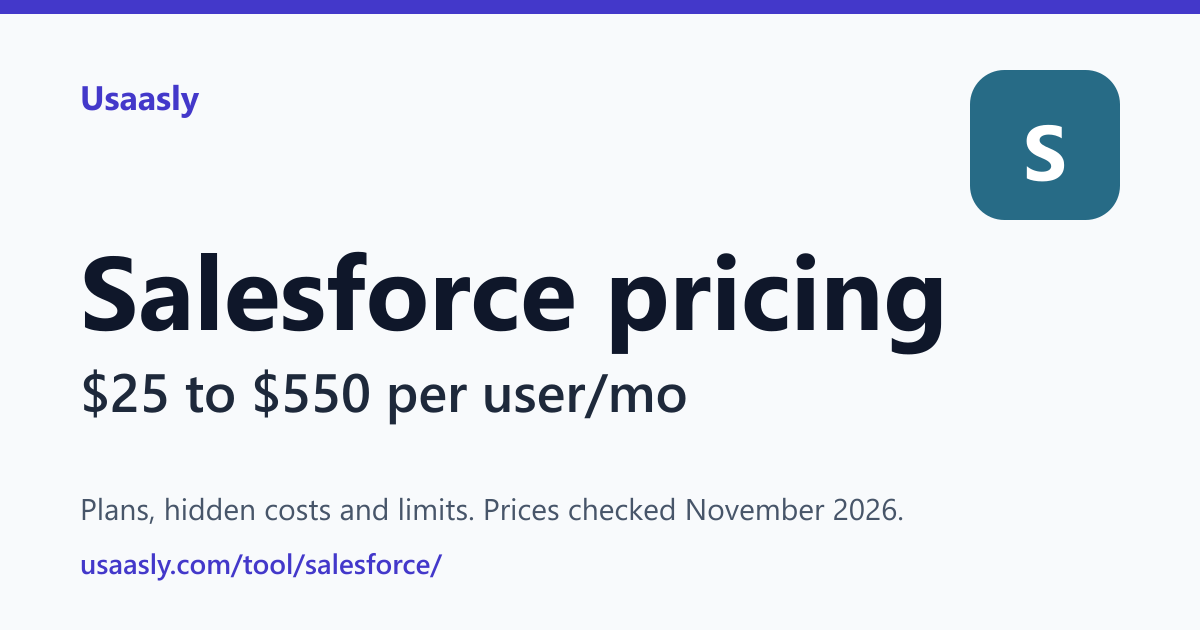 Usaasly
S
Salesforce pricing
$25 to $550 per user/mo
Plans, hidden costs and limits. Prices checked November 2026.
usaasly.com/tool/salesforce/